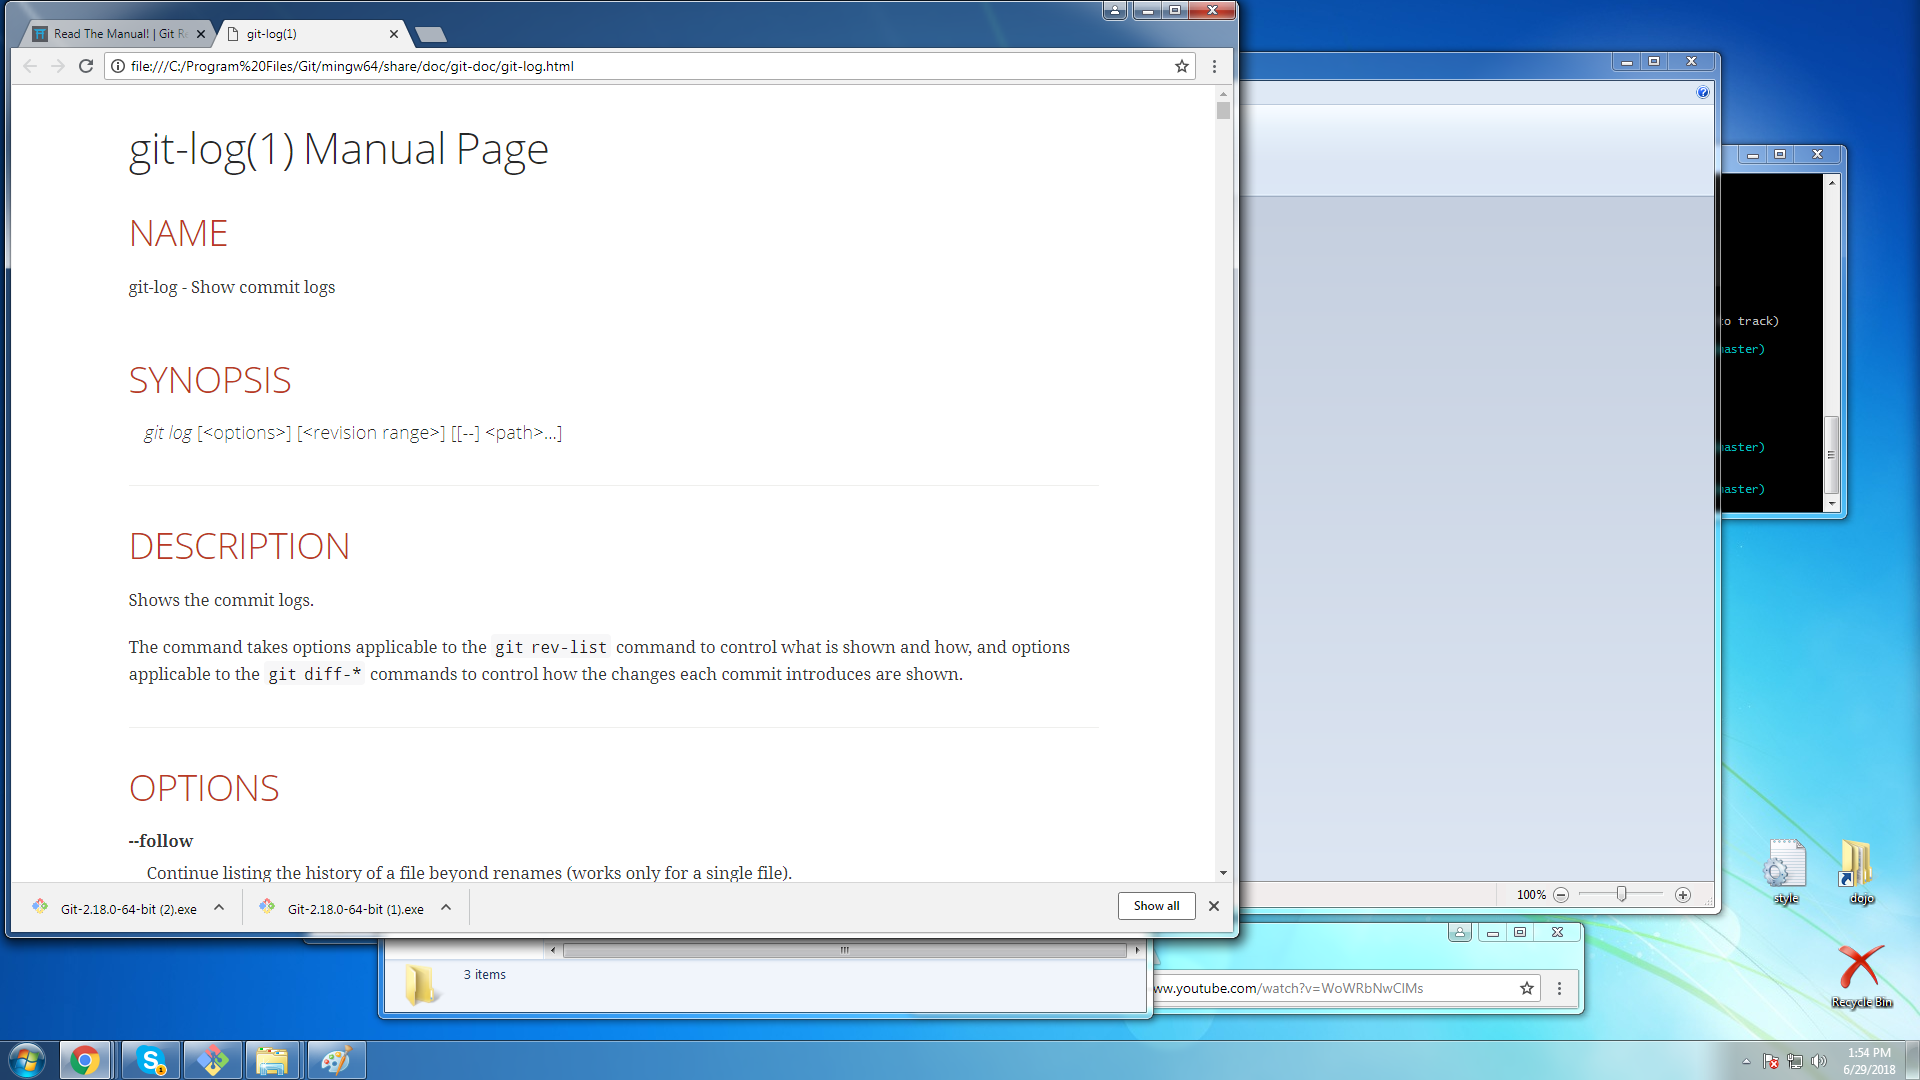 Read The Manual! | Git Re
git-log(1)
file:///C:/Program%20Files/Git/mingw64/share/doc/git-doc/git-log.html
git-log(1) Manual Page
NAME
git-log - Show commit logs
SYNOPSIS
git log [<options>] [<revision range>] [[--] <path>…]
DESCRIPTION
Shows the commit logs.
The command takes options applicable to the git rev-list command to control what is shown and how, and options
applicable to the git diff-* commands to control how the changes each commit introduces are shown.
OPTIONS
--follow
Continue listing the history of a file beyond renames (works only for a single file).
Git-2.18.0-64-bit (2).exe
Git-2.18.0-64-bit (1).exe
Show all
to track)
master)
master)
master)
100%
style
dojo
3 items
ww.youtube.com/watch?v=WoWRbNwCIMs
Recycle Bin
1:54 PM
6/29/2018